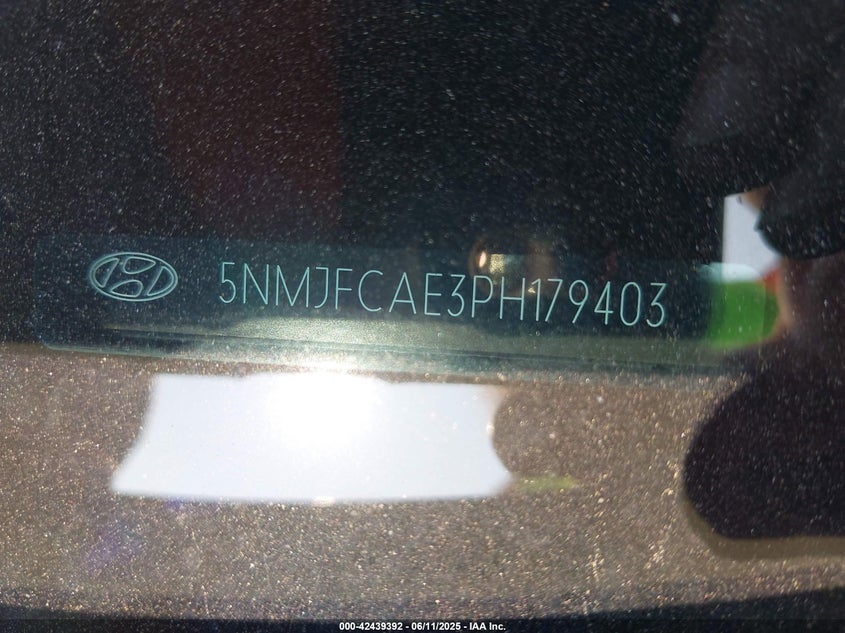 5NMJFCAE3PH179403
000-42439392 - 06/11/2025 - IAA Inc.